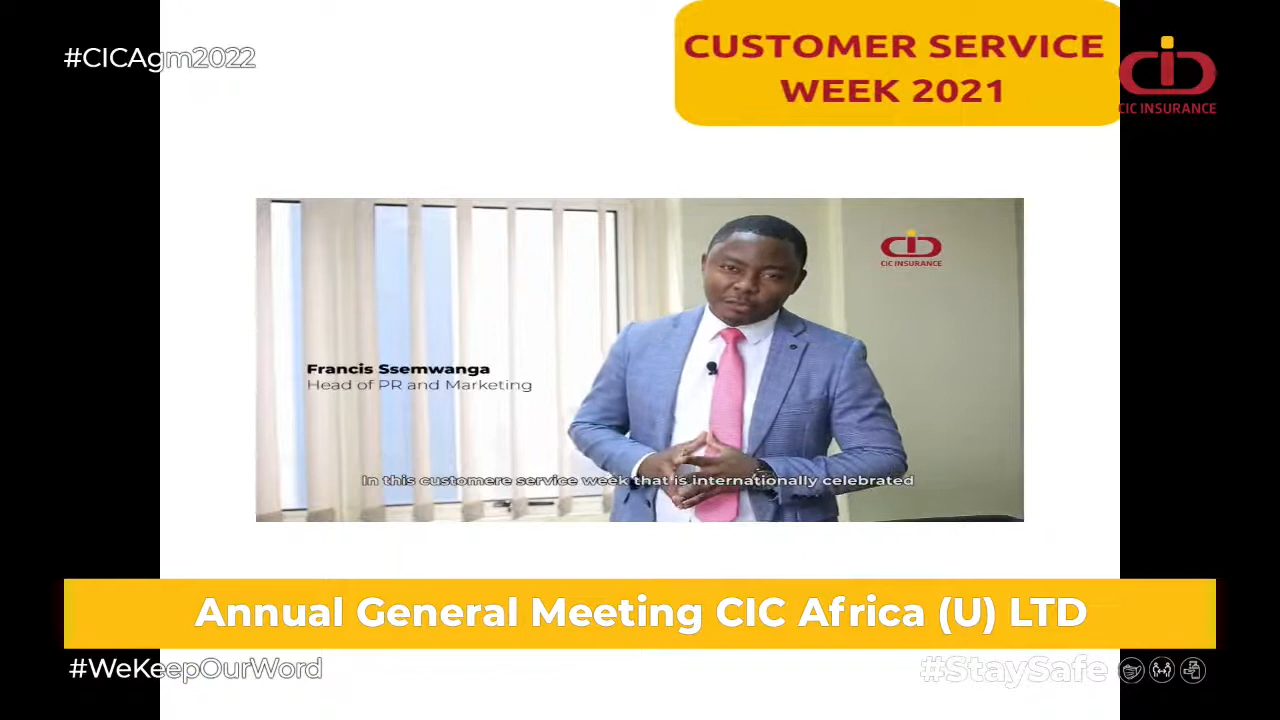 #CICAgm2022
CUSTOMER SERVICE
WEEK 2021
CIC INSURANCE
CIC INSURANCE
Francis Ssemwanga
Head of PR and Marketing
In this customere service week that is internationally celebrated
Annual General Meeting CIC Africa (U) LTD
#WeKeepOurWord
#StaySafe